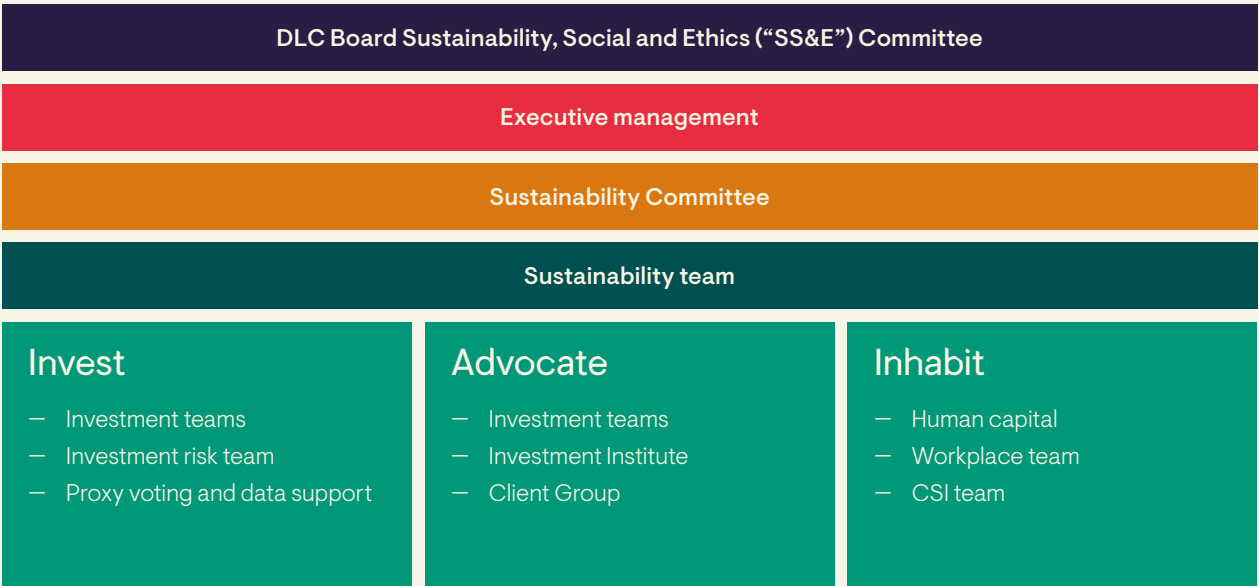 DLC Board Sustainability, Social and Ethics (“SS&E”) Committee
Executive management
Sustainability Committee
Sustainability team
Invest
— Investment teams
— Investment risk team
— Proxy voting and data support
Advocate
— Investment teams
— Investment Institute
— Client Group
Inhabit
— Human capital
— Workplace team
— CSI team